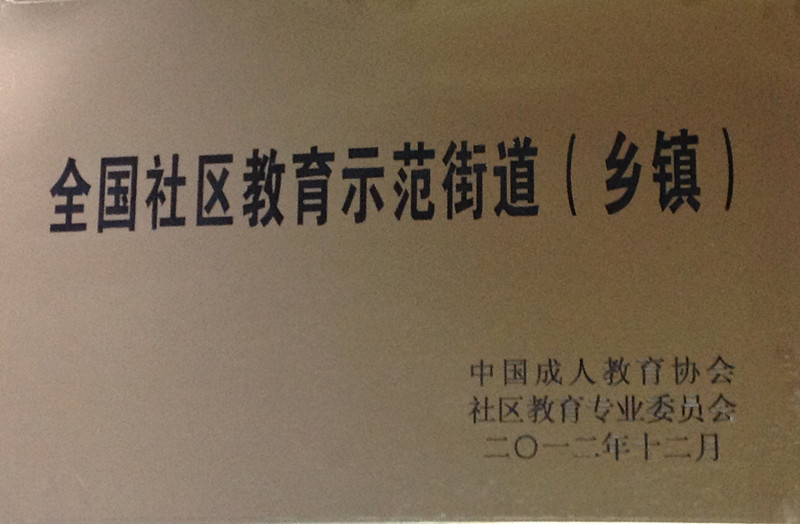 全国社区教育示范街道（乡镇）
中国成人教育协会
社区教育专业委员会
二〇一二年十二月